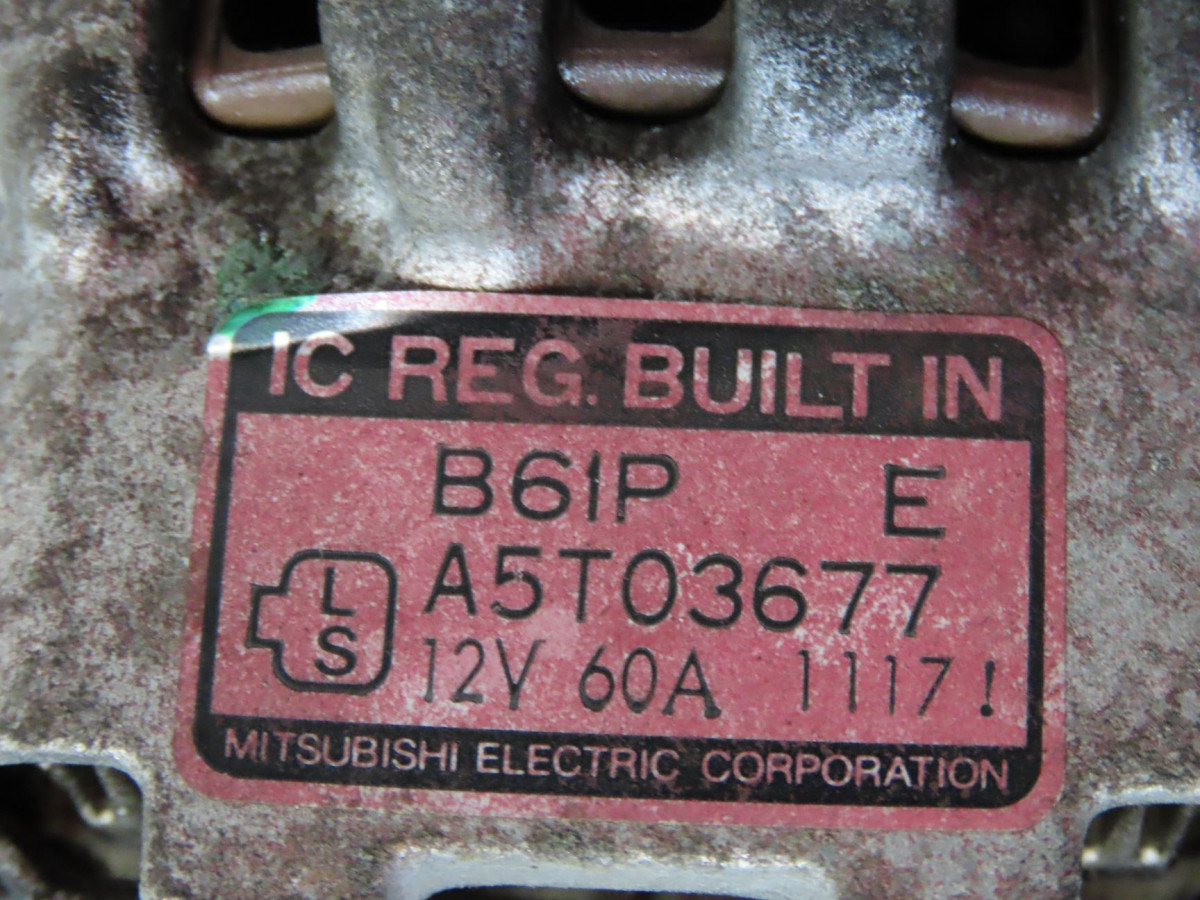 IC REG. BUILT IN
B61P E
A5T03677
L
S
12V 60A 1117 !
MITSUBISHI ELECTRIC CORPORATION